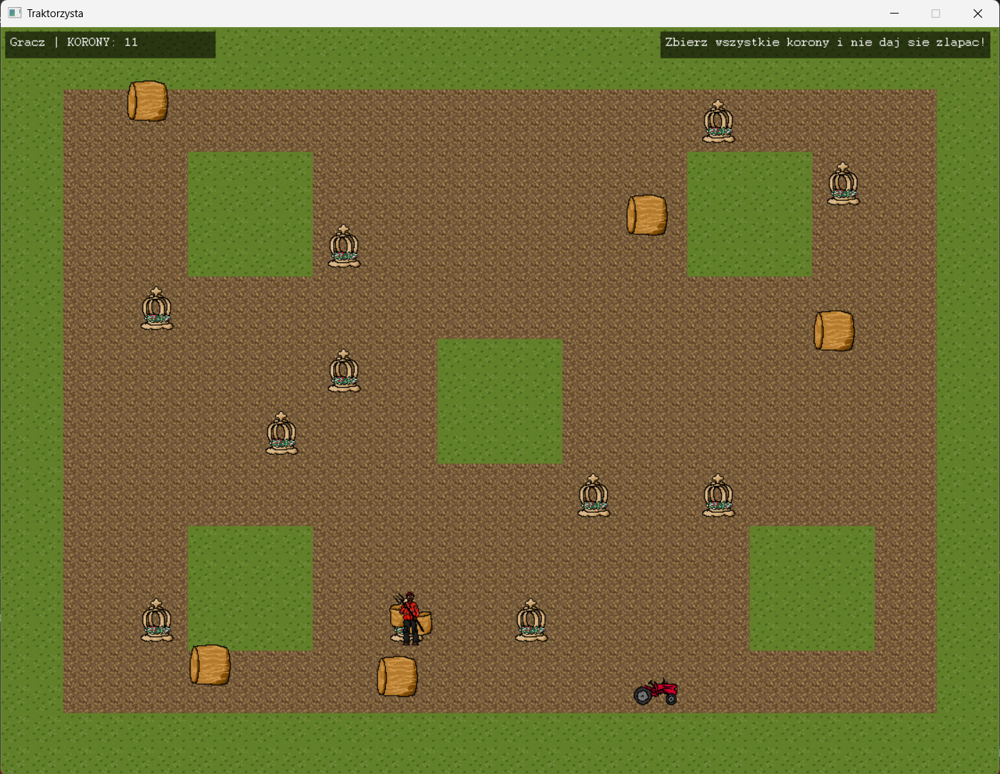 Traktorzysta
Gracz | KORONY: 11
Zbierz wszystkie korony i nie daj sie zlapac!